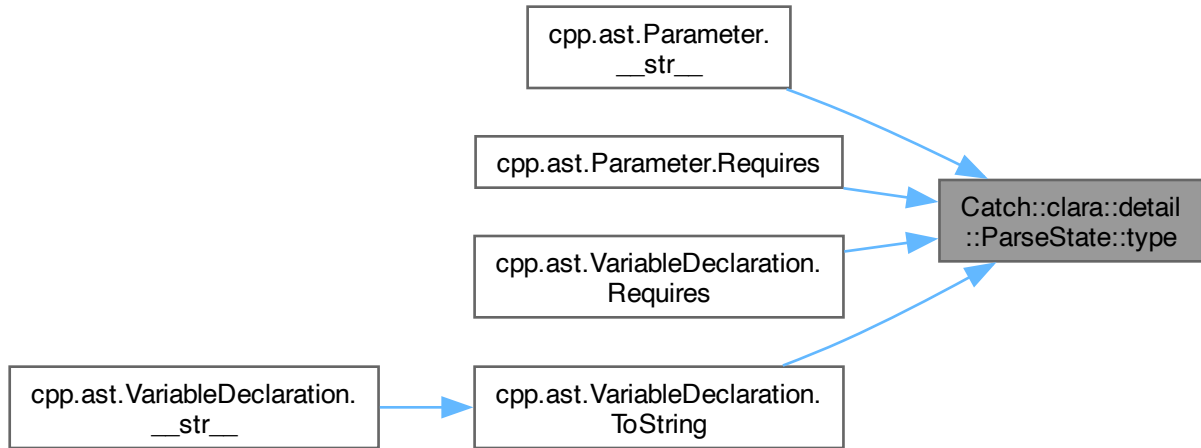 cpp.ast.Parameter.
__str__
cpp.ast.Parameter.Requires
Catch::clara::detail
::ParseState::type
cpp.ast.VariableDeclaration.
Requires
cpp.ast.VariableDeclaration.
__str__
cpp.ast.VariableDeclaration.
ToString